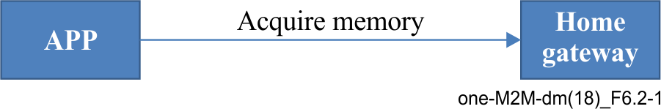 APP
Acquire memory
Home
gateway
one-M2M-dm(18)_F6.2-1